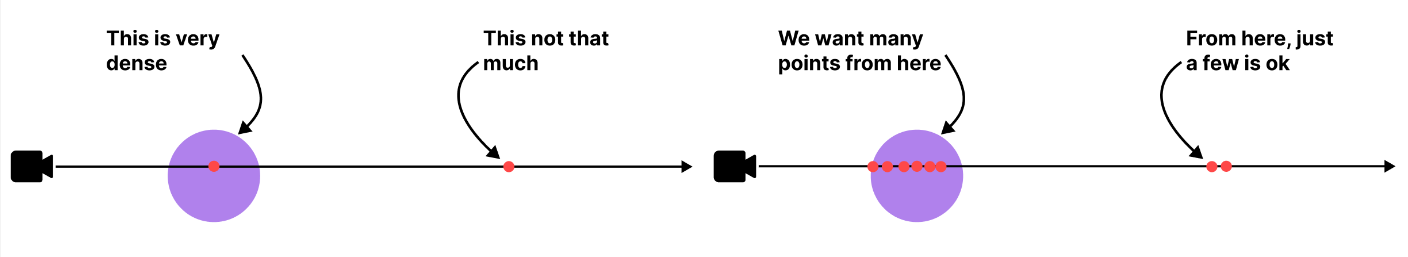 This is very
dense
This not that
much
We want many
points from here
From here, just
a few is ok